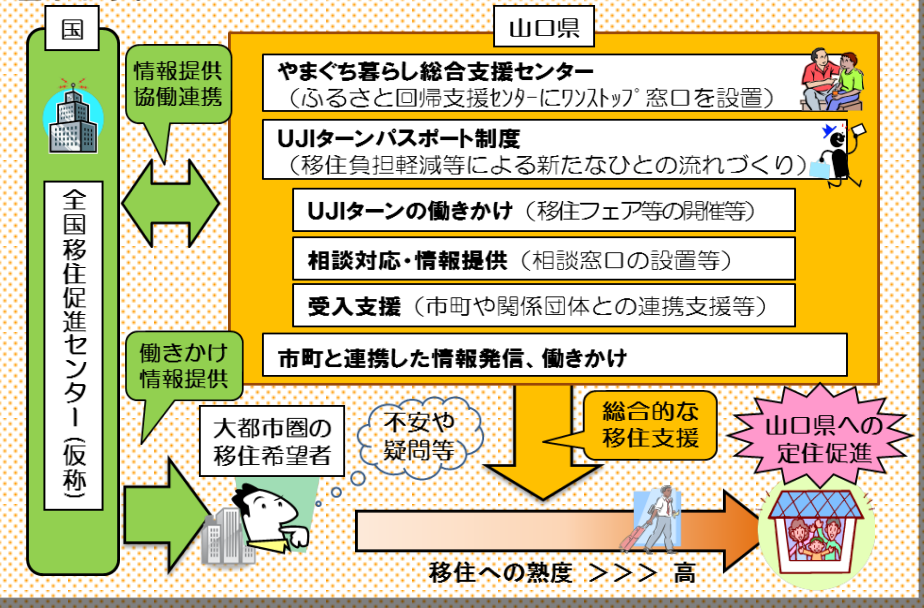 国
山口県
情報提供
協働連携
やまぐち暮らし総合支援センター
（ふるさと回帰支援ｾﾝﾀｰにﾜﾝｽﾄｯﾌﾟ窓口を設置）
UJIターンパスポート制度
（移住負担軽減等による新たなひとの流れづくり）
UJIターンの働きかけ（移住フェア等の開催等）
相談対応・情報提供（相談窓口の設置等）
受入支援（市町や関係団体との連携支援等）
市町と連携した情報発信、働きかけ
全国移住促進センター（仮称）
働きかけ
情報提供
大都市圏の
移住希望者
不安や
疑問等
総合的な
移住支援
山口県への
定住促進
移住への熟度 ＞＞＞ 高